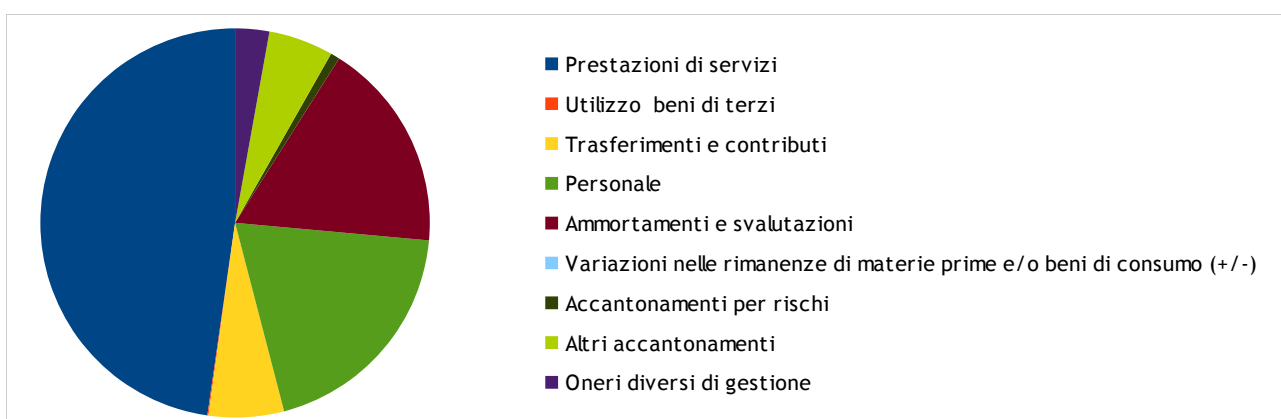 Prestazioni di servizi
Utilizzo beni di terzi
Trasferimenti e contributi
Personale
Ammortamenti e svalutazioni
Variazioni nelle rimanenze di materie prime e/o beni di consumo (+/-)
Accantonamenti per rischi
Altri accantonamenti
Oneri diversi di gestione